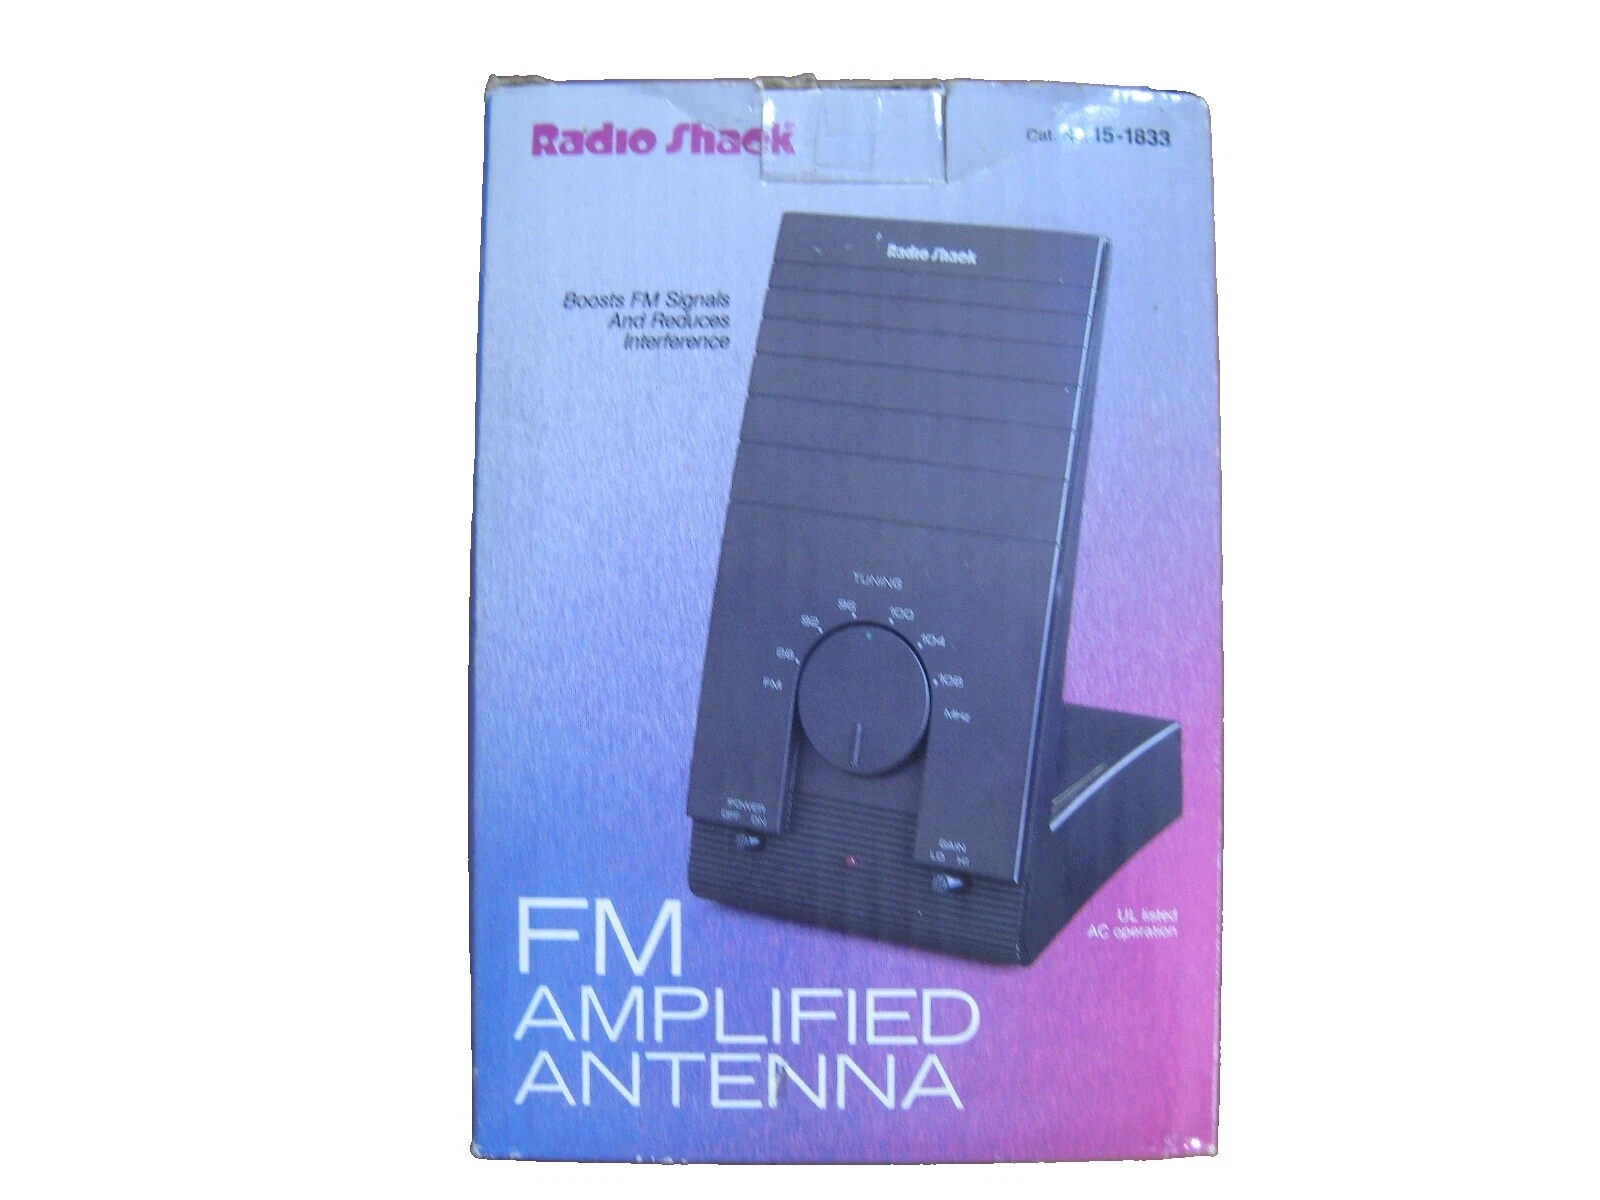 Radio Shack
Cat. No. 15-1833
Radio Shack
Boosts FM Signals
And Reduces
Interference
TUNING
88 92 96 100 104 108
FM
MHz
POWER
OFF ON
GAIN
LO HI
UL listed
AC operation
FM
AMPLIFIED
ANTENNA